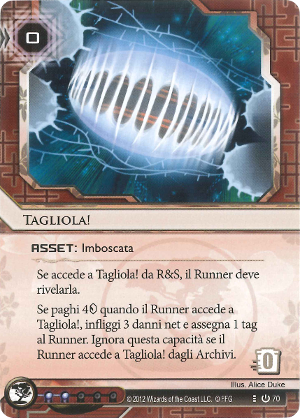 0
TAGLIOLA!
ASSET: Imboscata
Se accede a Tagliola! da R&S, il Runner deve
rivelarla.
Se paghi 4 quando il Runner accede a
Tagliola!, infliggi 3 danni net e assegna 1 tag
al Runner. Ignora questa capacità se il
Runner accede a Tagliola! dagli Archivi.
0
Illus. Alice Duke
©2012 Wizards of the Coast LLC. ©FFG
70